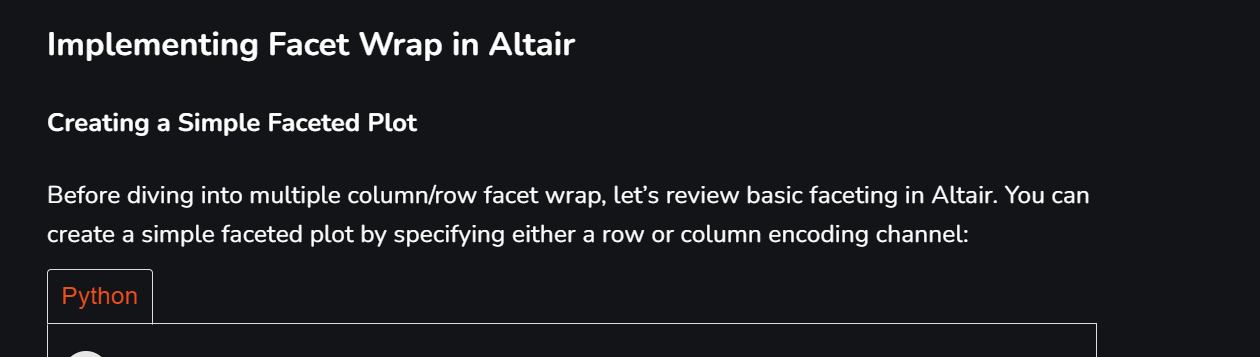 Implementing Facet Wrap in Altair
Creating a Simple Faceted Plot
Before diving into multiple column/row facet wrap, let’s review basic faceting in Altair. You can
create a simple faceted plot by specifying either a row or column encoding channel:
Python